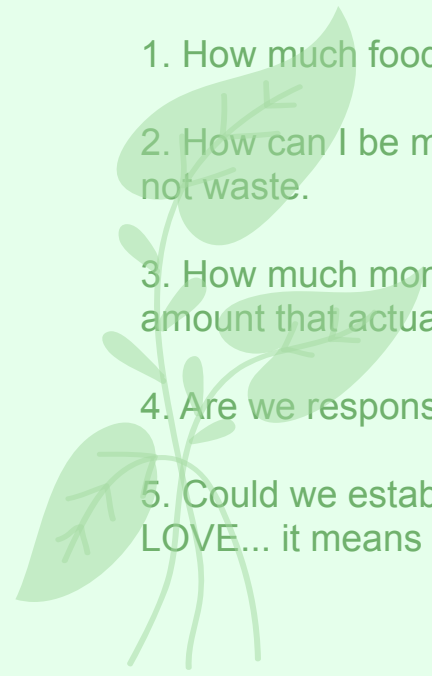 1. How much food
2. How can I be m
not waste.
3. How much mor
amount that actua
4. Are we respons
5. Could we estab
LOVE... it means